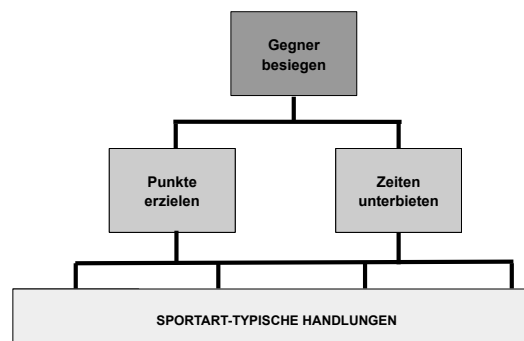 Gegner
besiegen
Punkte
erzielen
Zeiten
unterbieten
SPORTART-TYPISCHE HANDLUNGEN